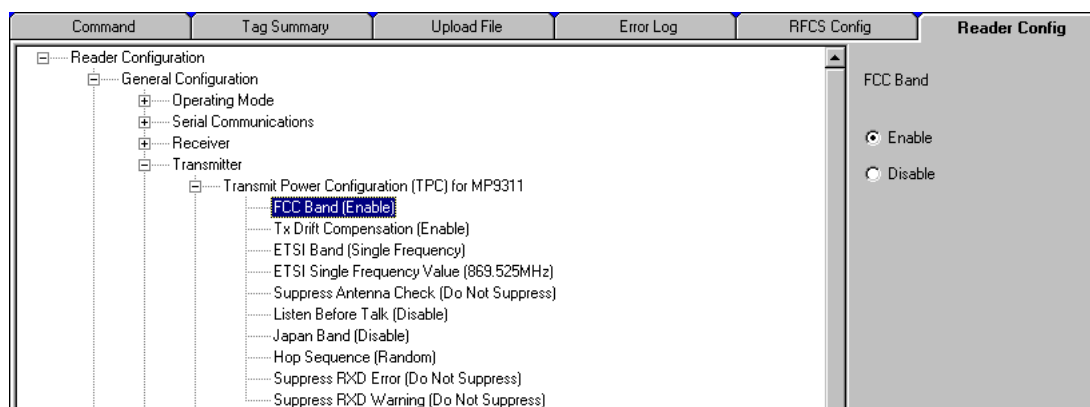 Command Tag Summary Upload File Error Log RFCS Config Reader Config
Reader Configuration
General Configuration
Operating Mode
Serial Communications
Receiver
Transmitter
Transmit Power Configuration (TPC) for MP9311
FCC Band (Enable)
Tx Drift Compensation (Enable)
ETSI Band (Single Frequency)
ETSI Single Frequency Value (869.525MHz)
Suppress Antenna Check (Do Not Suppress)
Listen Before Talk (Disable)
Japan Band (Disable)
Hop Sequence (Random)
Suppress RXD Error (Do Not Suppress)
Suppress RXD Warning (Do Not Suppress)
FCC Band
Enable
Disable